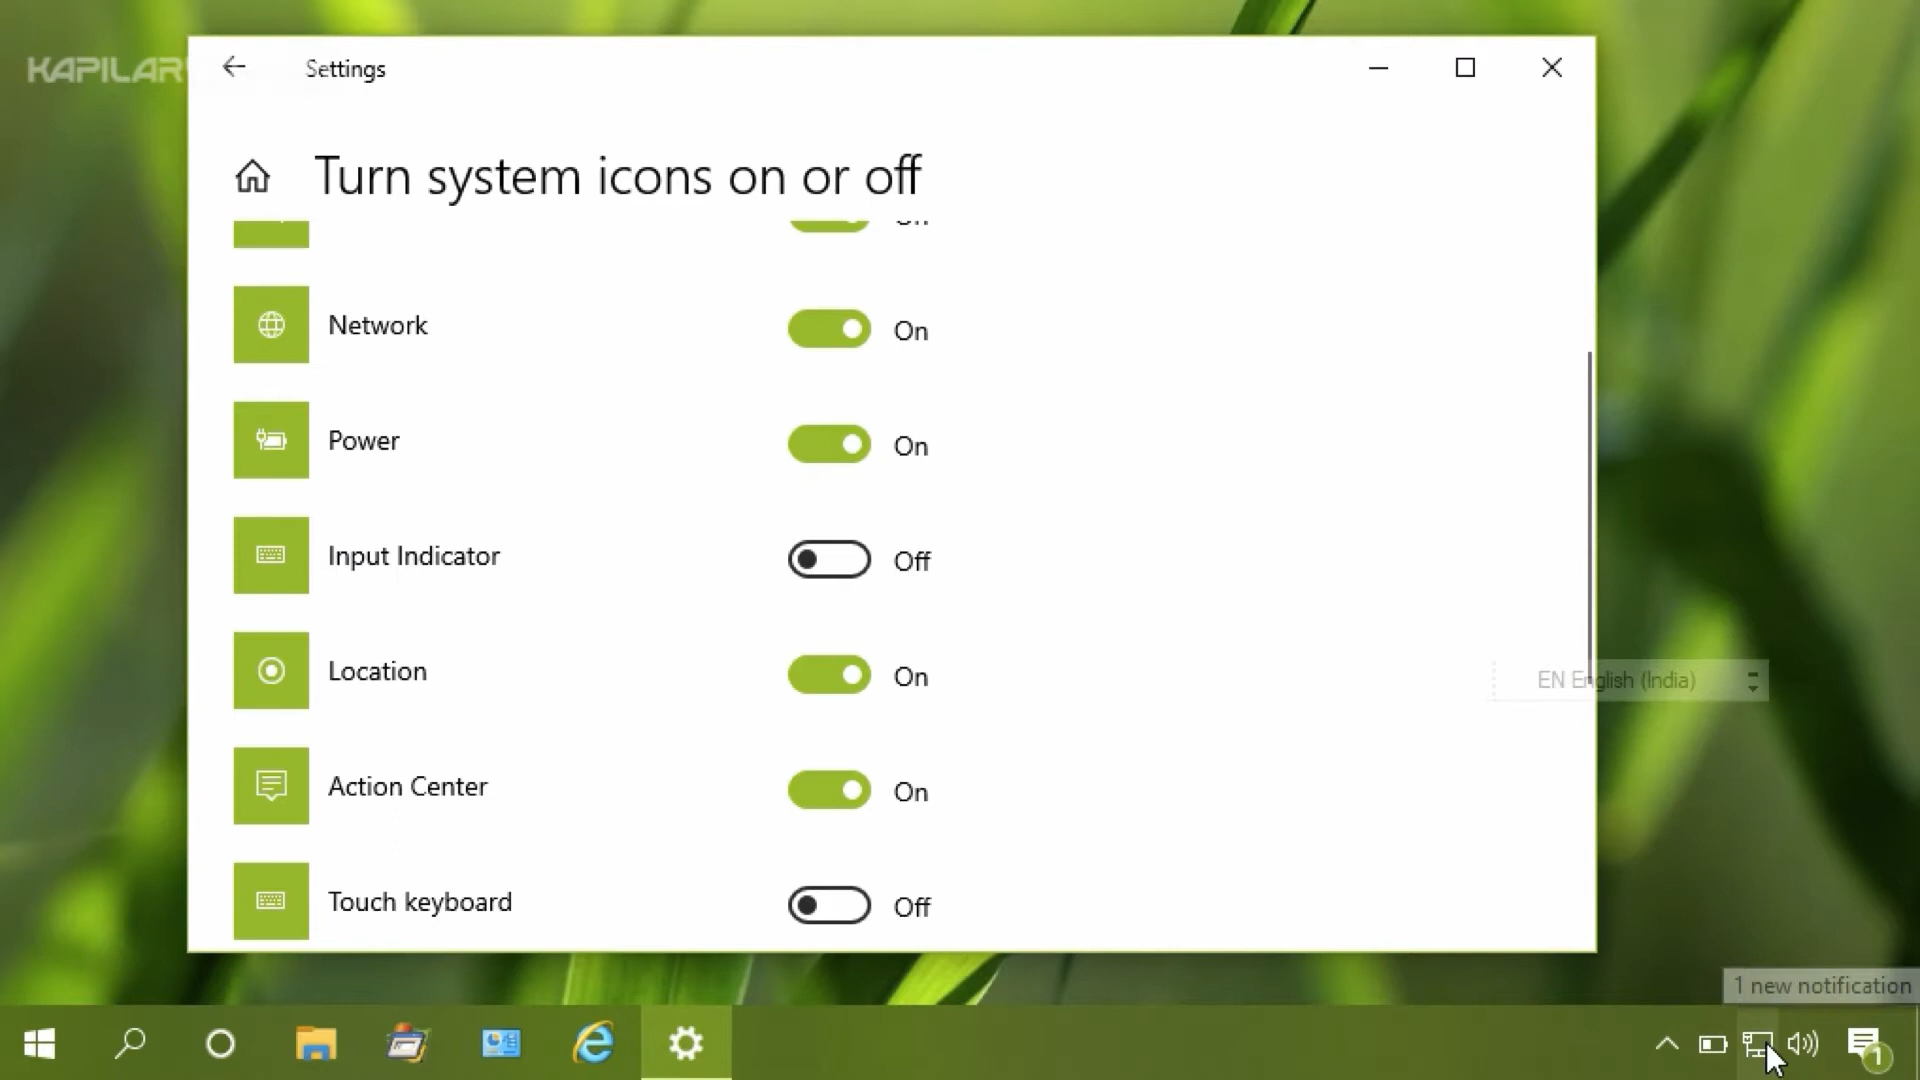 KAPILAR
Settings
Turn system icons on or off
Network
On
Power
On
Input Indicator
Off
Location
On
Action Center
On
Touch keyboard
Off
EN English (India)
1 new notification
1